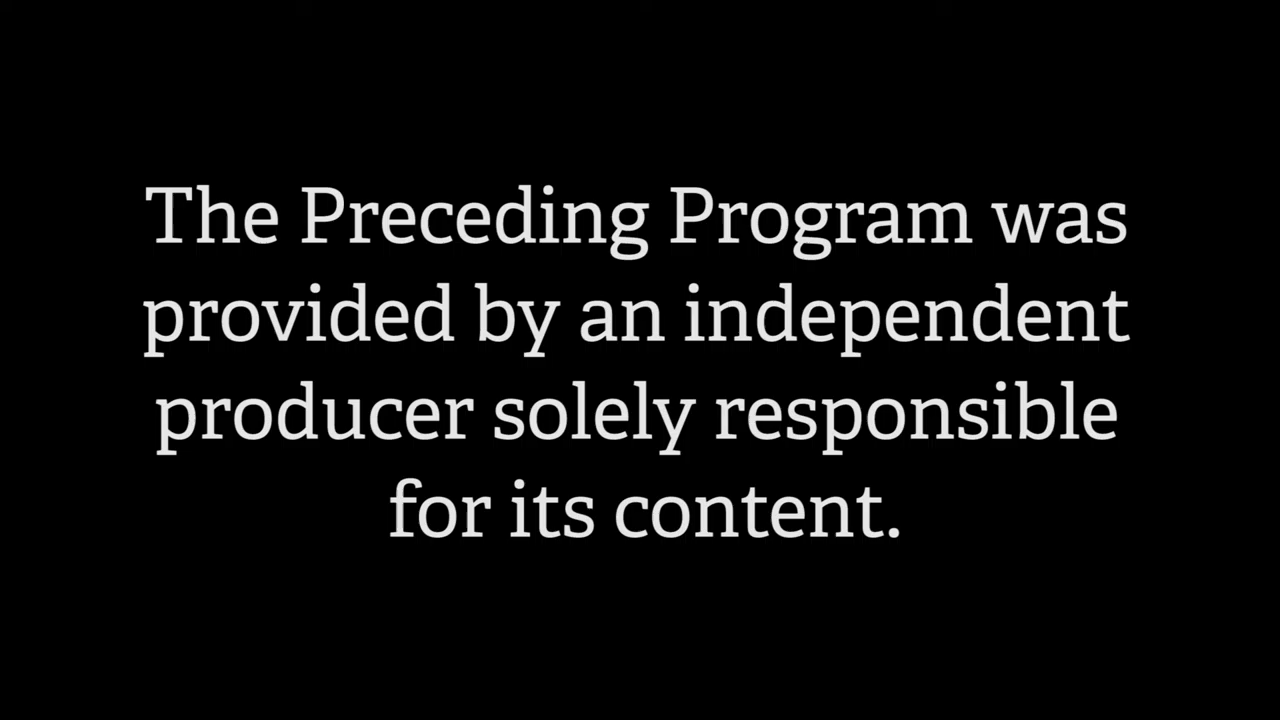 The Preceding Program was
provided by an independent
producer solely responsible
for its content.